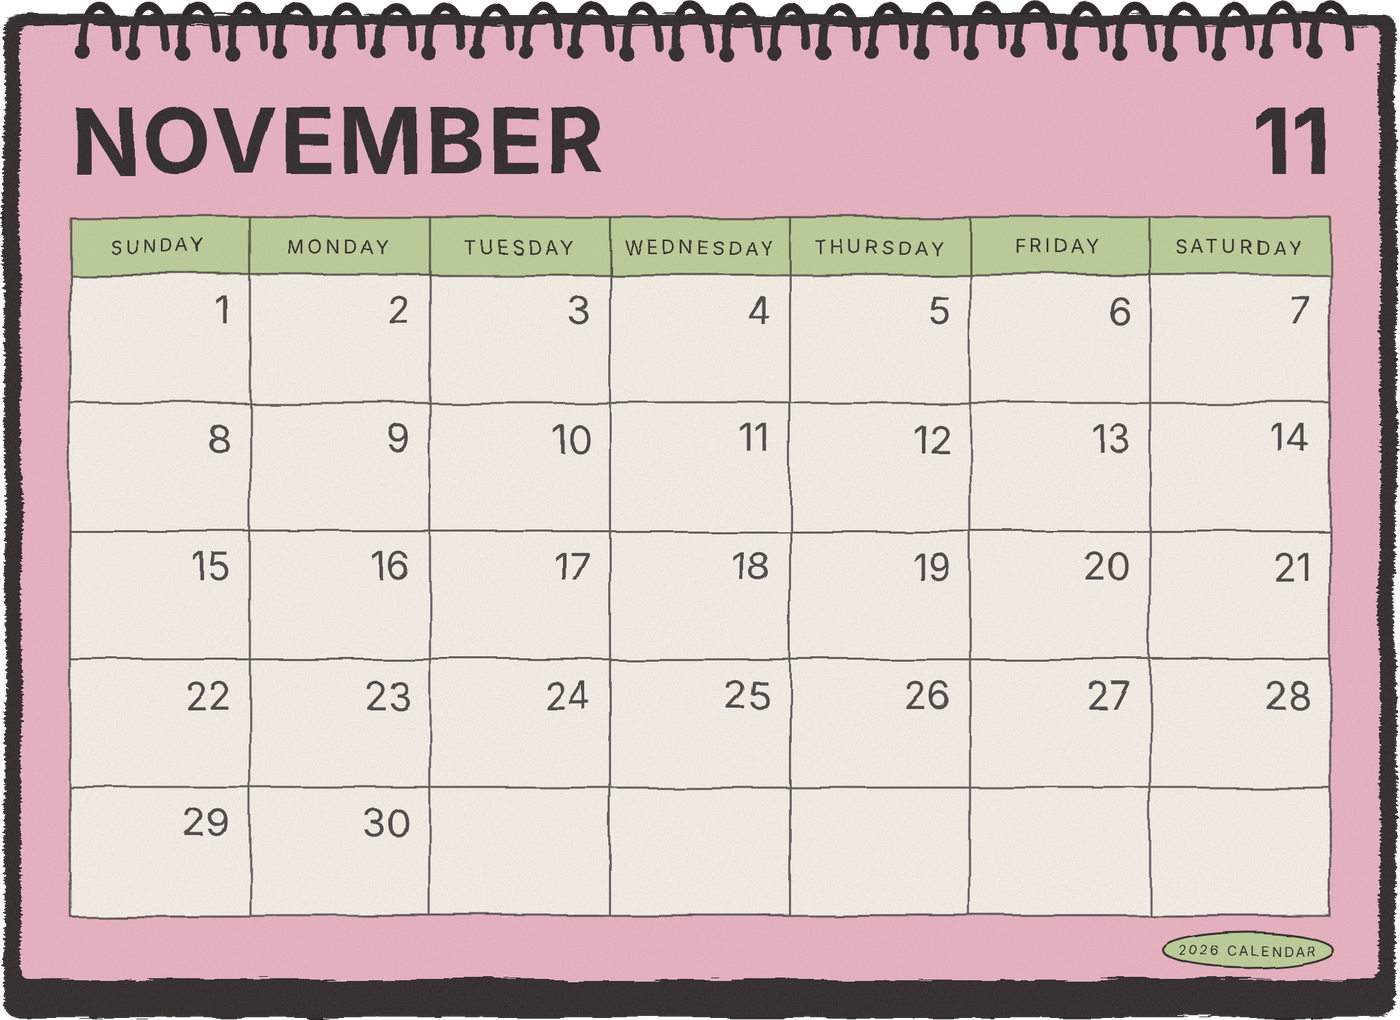 NOVEMBER 11
SUNDAY MONDAY TUESDAY WEDNESDAY THURSDAY FRIDAY SATURDAY
1 2 3 4 5 6 7
8 9 10 11 12 13 14
15 16 17 18 19 20 21
22 23 24 25 26 27 28
29 30
2026 CALENDAR